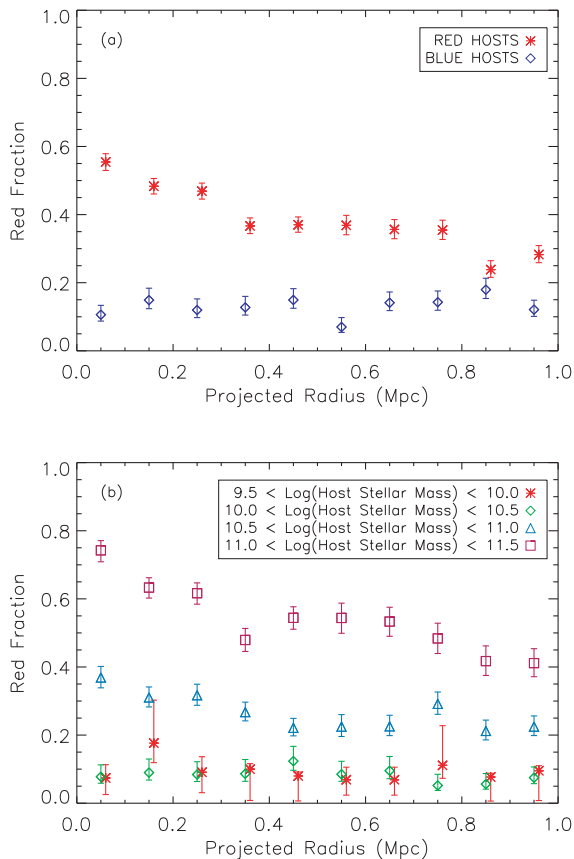 (a)
RED HOSTS
BLUE HOSTS
Red Fraction
1.0
0.8
0.6
0.4
0.2
0.0
0.0 0.2 0.4 0.6 0.8 1.0
Projected Radius (Mpc)
(b)
9.5 < Log(Host Stellar Mass) < 10.0
10.0 < Log(Host Stellar Mass) < 10.5
10.5 < Log(Host Stellar Mass) < 11.0
11.0 < Log(Host Stellar Mass) < 11.5
Red Fraction
1.0
0.8
0.6
0.4
0.2
0.0
0.0 0.2 0.4 0.6 0.8 1.0
Projected Radius (Mpc)